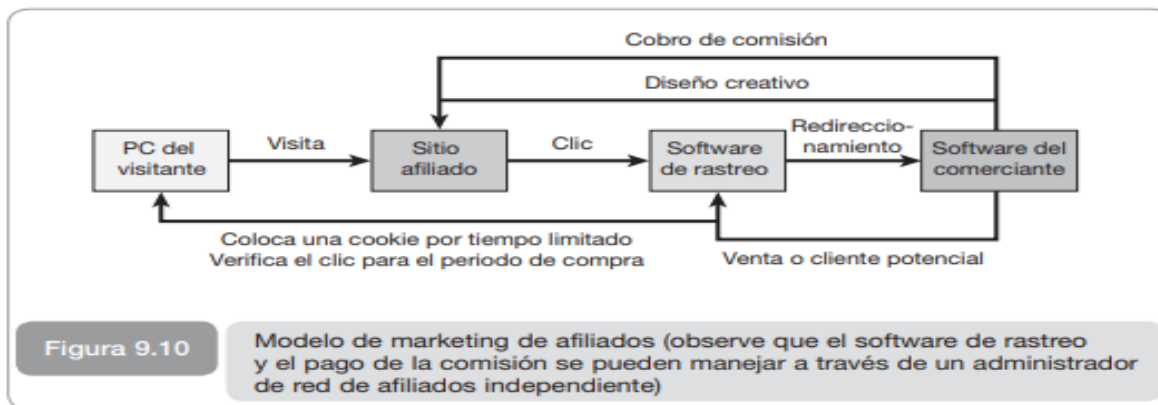 Cobro de comisión
Diseño creativo
PC del
visitante
Visita
Sitio
afiliado
Clic
Software
de rastreo
Redireccio-
namiento
Software del
comerciante
Coloca una cookie por tiempo limitado
Verifica el clic para el periodo de compra
Venta o cliente potencial
Figura 9.10
Modelo de marketing de afiliados (observe que el software de rastreo
y el pago de la comisión se pueden manejar a través de un administrador
de red de afiliados independiente)